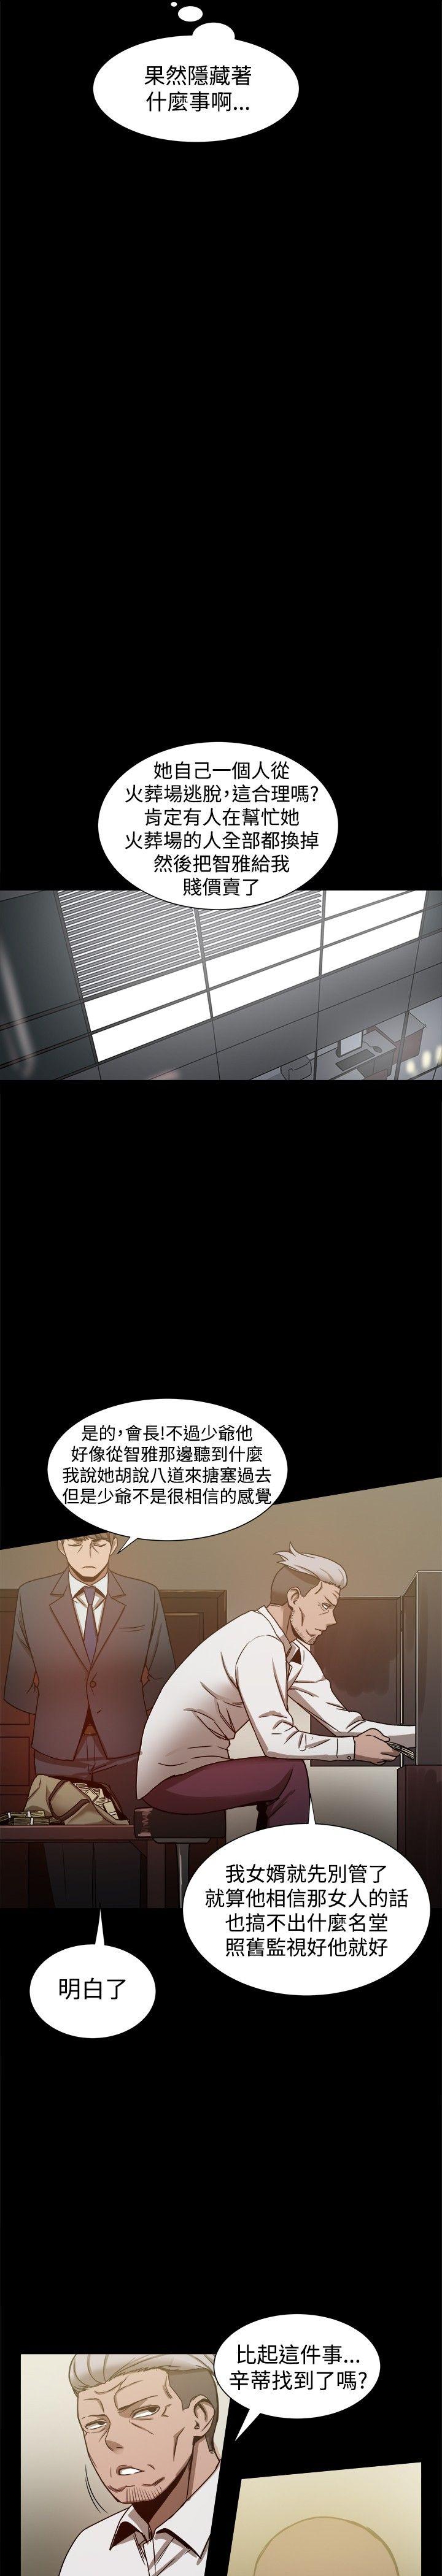 果然隱藏著
什麼事啊...
她自己一個人從
火葬場逃脫,這合理嗎?
肯定有人在幫忙她
火葬場的人全部都換掉
然後把智雅給我
賤價賣了
是的,會長!不過少爺他
好像從智雅那邊聽到什麼
我說她胡說八道來搪塞過去
但是少爺不是很相信的感覺
我女婿就先別管了
就算他相信那女人的話
也搞不出什麼名堂
照舊監視好他就好
明白了
比起這件事...
辛蒂找到了嗎?